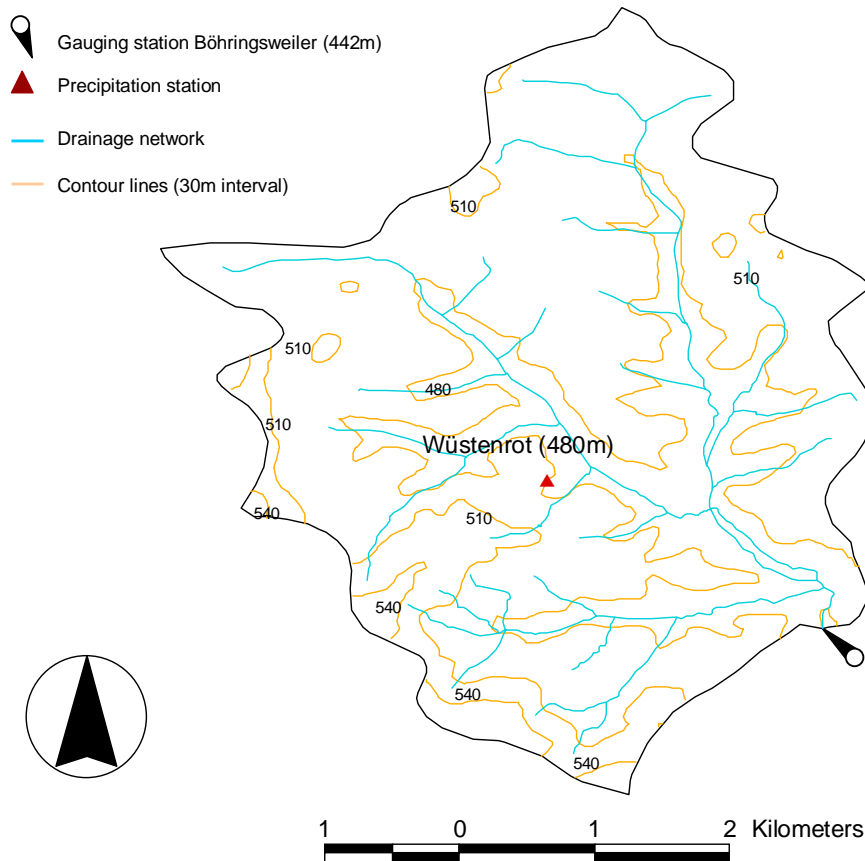 Gauging station Böhringsweiler (442m)
Precipitation station
Drainage network
Contour lines (30m interval)
510
510
510
480
510
Wüstenrot (480m)
540
510
540
540
540
1 0 1 2 Kilometers